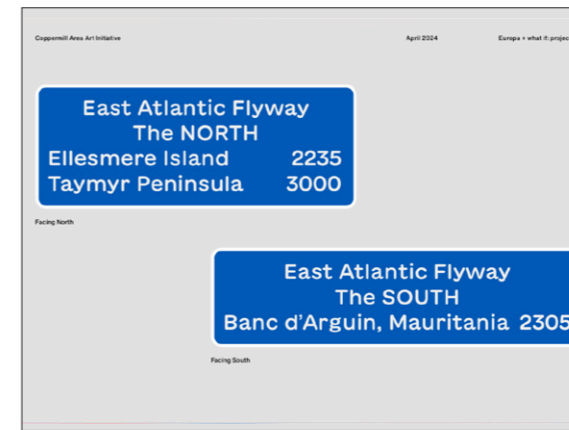 Coppermill Area Art Initiative
April 2024
Europa + what if: projec
East Atlantic Flyway
The NORTH
Ellesmere Island 2235
Taymyr Peninsula 3000
Facing North
East Atlantic Flyway
The SOUTH
Banc d'Arguin, Mauritania 2305
Facing South